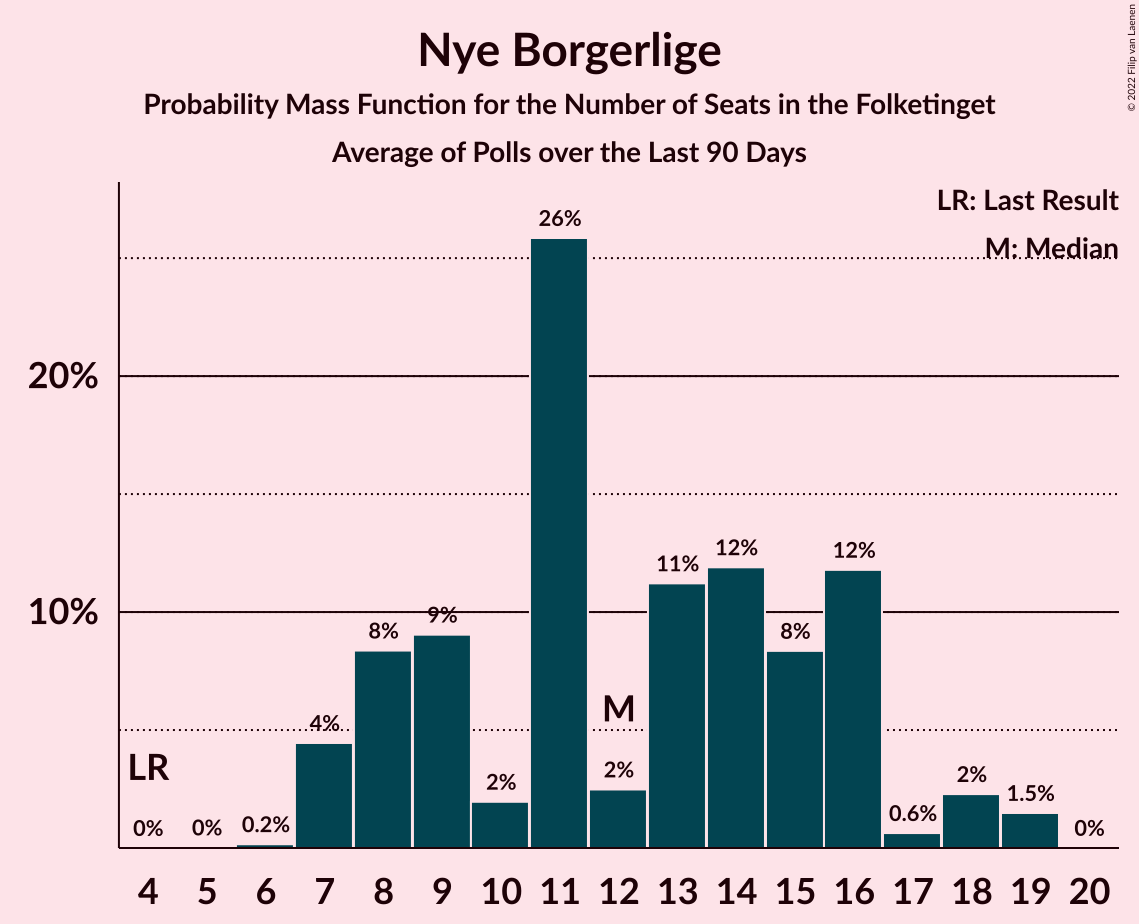 Nye Borgerlige
Probability Mass Function for the Number of Seats in the Folketinget
Average of Polls over the Last 90 Days
© 2022 Filip van Laenen
LR: Last Result
M: Median
26%
20%
12%
12%
11%
10%
9%
8%
8%
M
4%
LR
2%
2%
2%
1.5%
0.6%
0.2%
0%
0%
0%
4 5 6 7 8 9 10 11 12 13 14 15 16 17 18 19 20